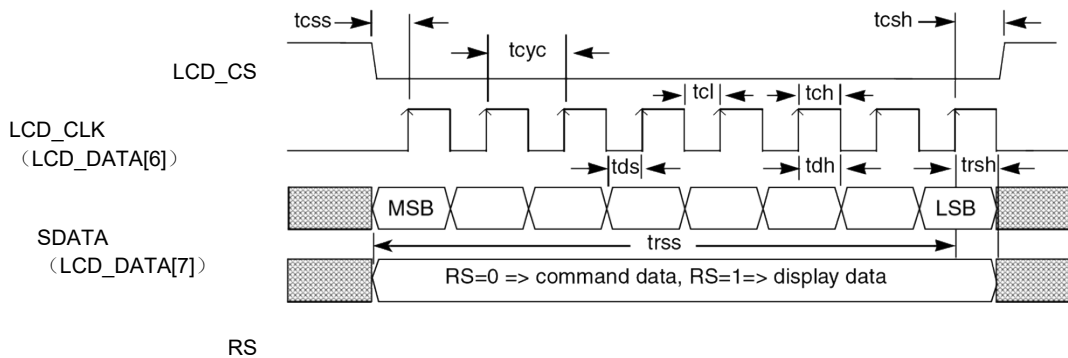 tcss
tcsh
tcyc
LCD_CS
tcl
tch
LCD_CLK
（LCD_DATA[6]）
tds
tdh
trsh
MSB
LSB
SDATA
（LCD_DATA[7]）
trss
RS=0 => command data, RS=1=> display data
RS